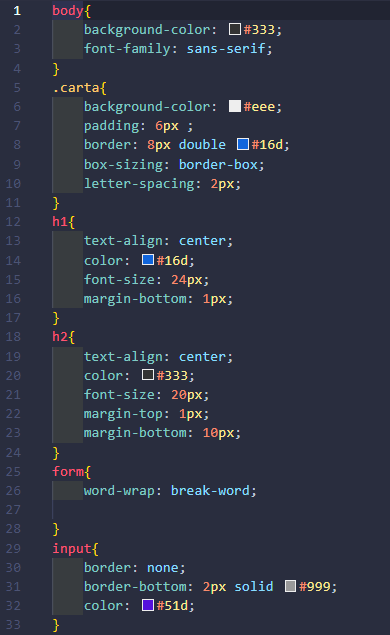 1 body{
2 background-color: #333;
3 font-family: sans-serif;
4 }
5 .carta{
6 background-color: #eee;
7 padding: 6px ;
8 border: 8px double #16d;
9 box-sizing: border-box;
10 letter-spacing: 2px;
11 }
12 h1{
13 text-align: center;
14 color: #16d;
15 font-size: 24px;
16 margin-bottom: 1px;
17 }
18 h2{
19 text-align: center;
20 color: #333;
21 font-size: 20px;
22 margin-top: 1px;
23 margin-bottom: 10px;
24 }
25 form{
26 word-wrap: break-word;
27
28 }
29 input{
30 border: none;
31 border-bottom: 2px solid #999;
32 color: #51d;
33 }